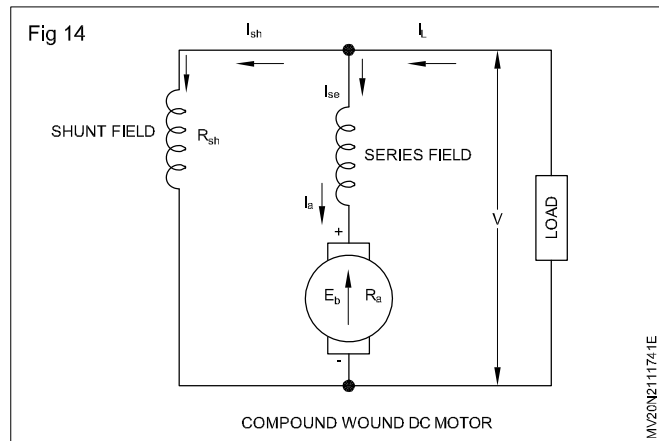 Fig 14
Ish
IL
Ise
SHUNT FIELD
Rsh
SERIES FIELD
Ia
V
LOAD
+
Eb
Ra
-
COMPOUND WOUND DC MOTOR
MV20N2111741E